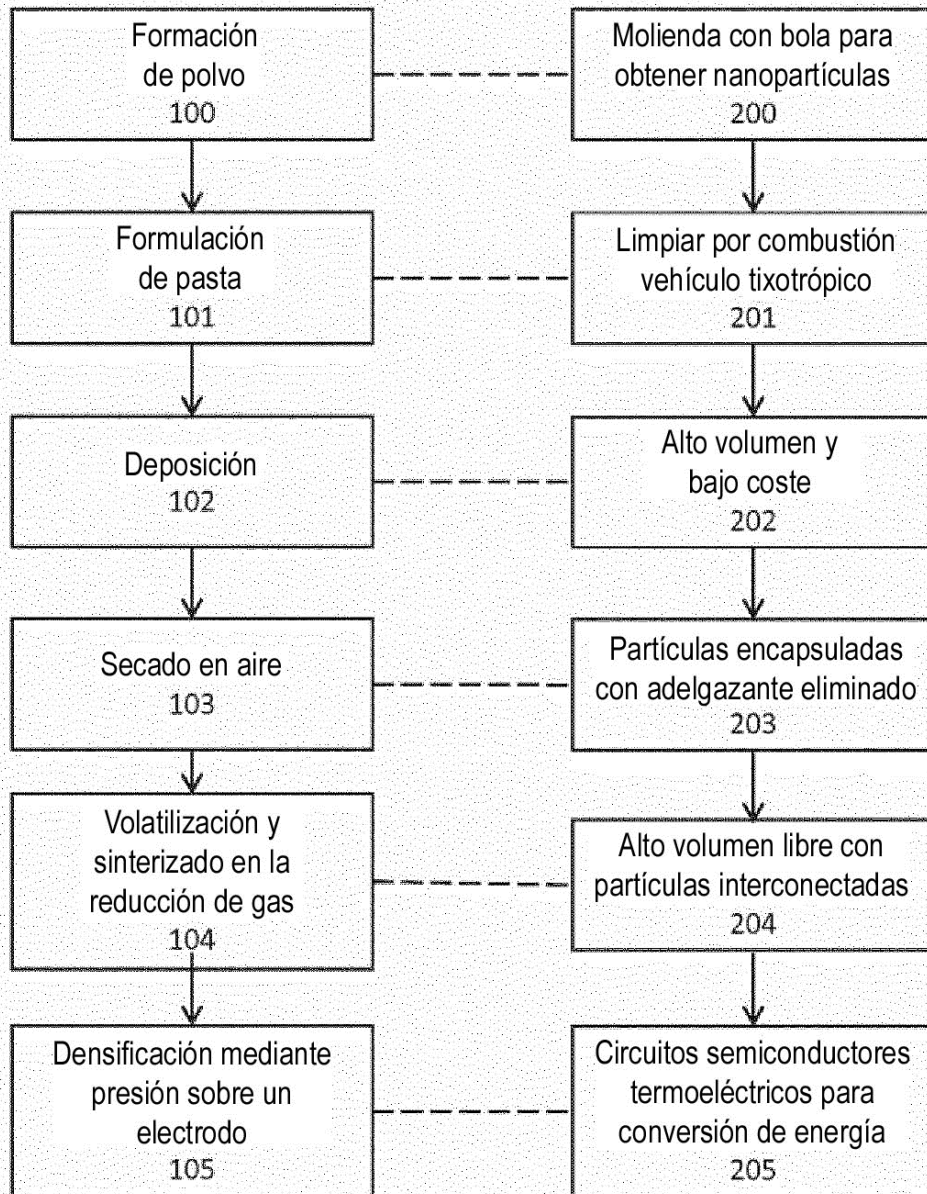 Formación
de polvo
100
Molienda con bola para
obtener nanopartículas
200
Formulación
de pasta
101
Limpiar por combustión
vehículo tixotrópico
201
Deposición
102
Alto volumen y
bajo coste
202
Secado en aire
103
Partículas encapsuladas
con adelgazante eliminado
203
Volatilización y
sinterizado en la
reducción de gas
104
Alto volumen libre con
partículas interconectadas
204
Densificación mediante
presión sobre un
electrodo
105
Circuitos semiconductores
termoeléctricos para
conversión de energía
205